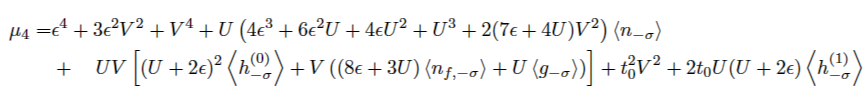 μ₄ =ϵ⁴ + 3ϵ²V² + V⁴ + U (4ϵ³ + 6ϵ²U + 4ϵU² + U³ + 2(7ϵ + 4U)V²) ⟨n₋σ⟩
+ UV [(U + 2ϵ)² ⟨h₋σ⁽⁰⁾⟩ + V ((8ϵ + 3U) ⟨n_{f,−σ}⟩ + U ⟨g₋σ⟩)] + t₀²V² + 2t₀U(U + 2ϵ) ⟨h₋σ⁽¹⁾⟩